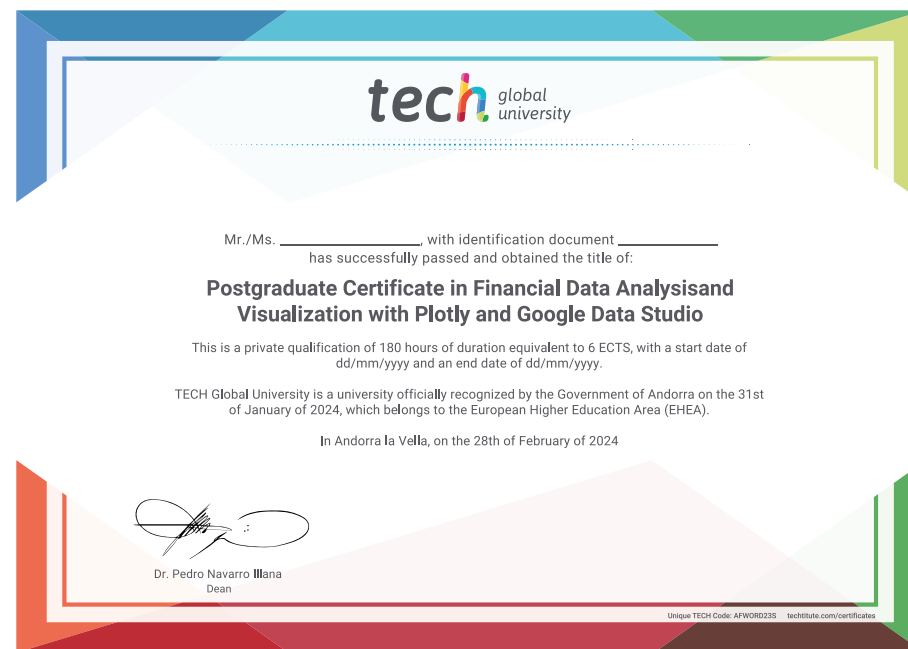 tech global university
Mr./Ms. ____________________, with identification document ______________
has successfully passed and obtained the title of:
Postgraduate Certificate in Financial Data Analysisand
Visualization with Plotly and Google Data Studio
This is a private qualification of 180 hours of duration equivalent to 6 ECTS, with a start date of
dd/mm/yyyy and an end date of dd/mm/yyyy.
TECH Global University is a university officially recognized by the Government of Andorra on the 31st
of January of 2024, which belongs to the European Higher Education Area (EHEA).
In Andorra la Vella, on the 28th of February of 2024
Dr. Pedro Navarro Illana
Dean
Unique TECH Code: AFWORD23S techtitute.com/certificates